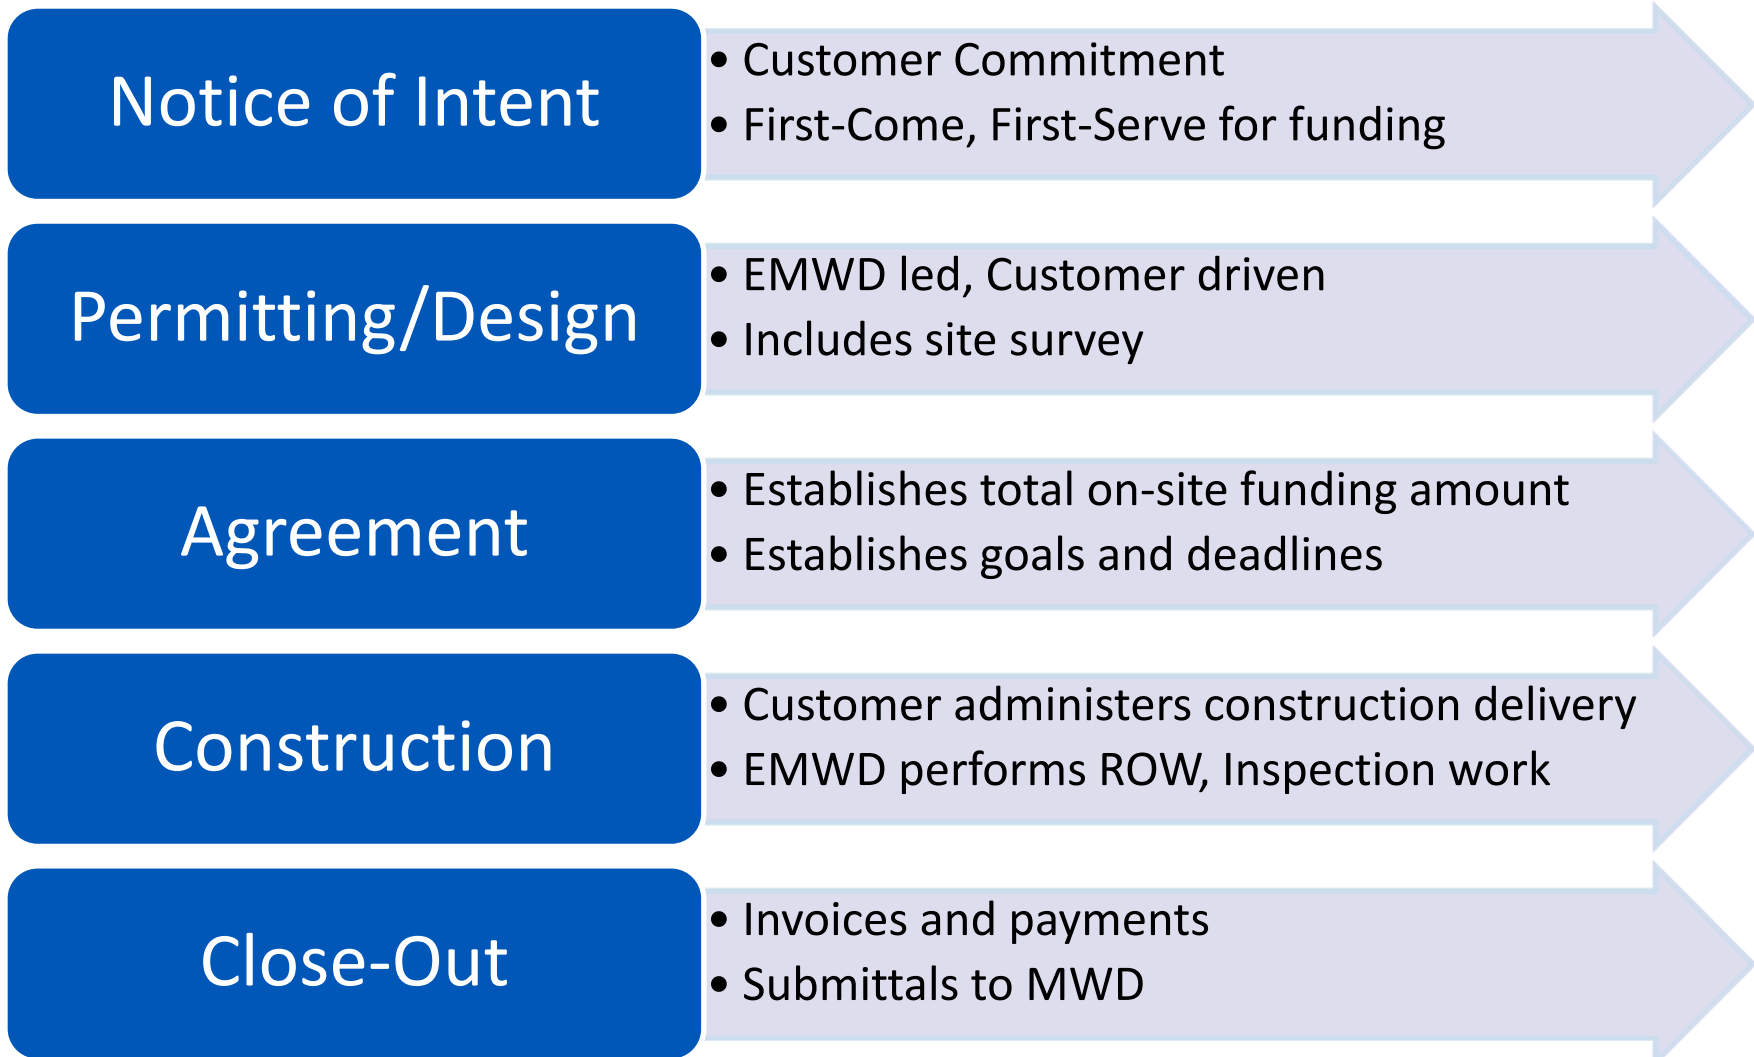 Notice of Intent
• Customer Commitment
• First-Come, First-Serve for funding
Permitting/Design
• EMWD led, Customer driven
• Includes site survey
Agreement
• Establishes total on-site funding amount
• Establishes goals and deadlines
Construction
• Customer administers construction delivery
• EMWD performs ROW, Inspection work
Close-Out
• Invoices and payments
• Submittals to MWD